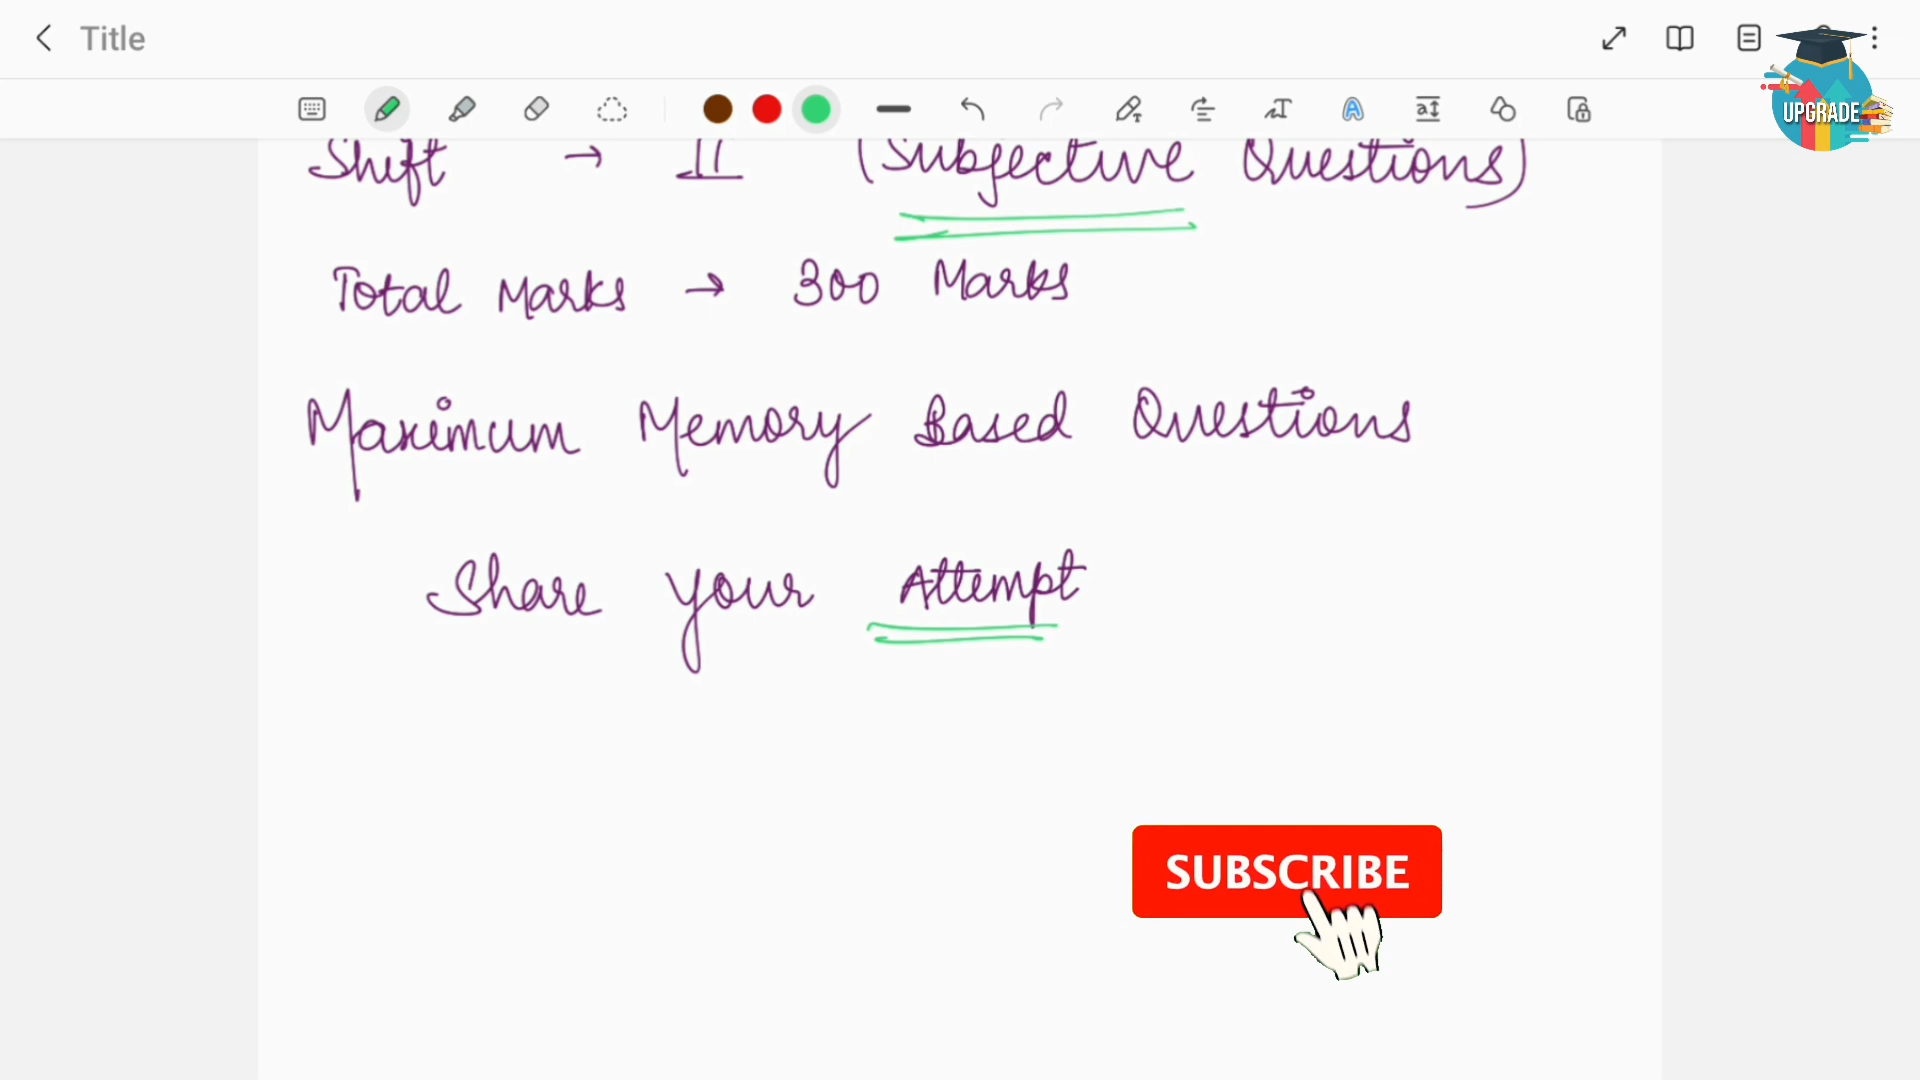 Title
UPGRADE
Shift → II (Subjective Questions)
Total Marks → 300 Marks
Maximum Memory Based Questions
Share your Attempt
SUBSCRIBE